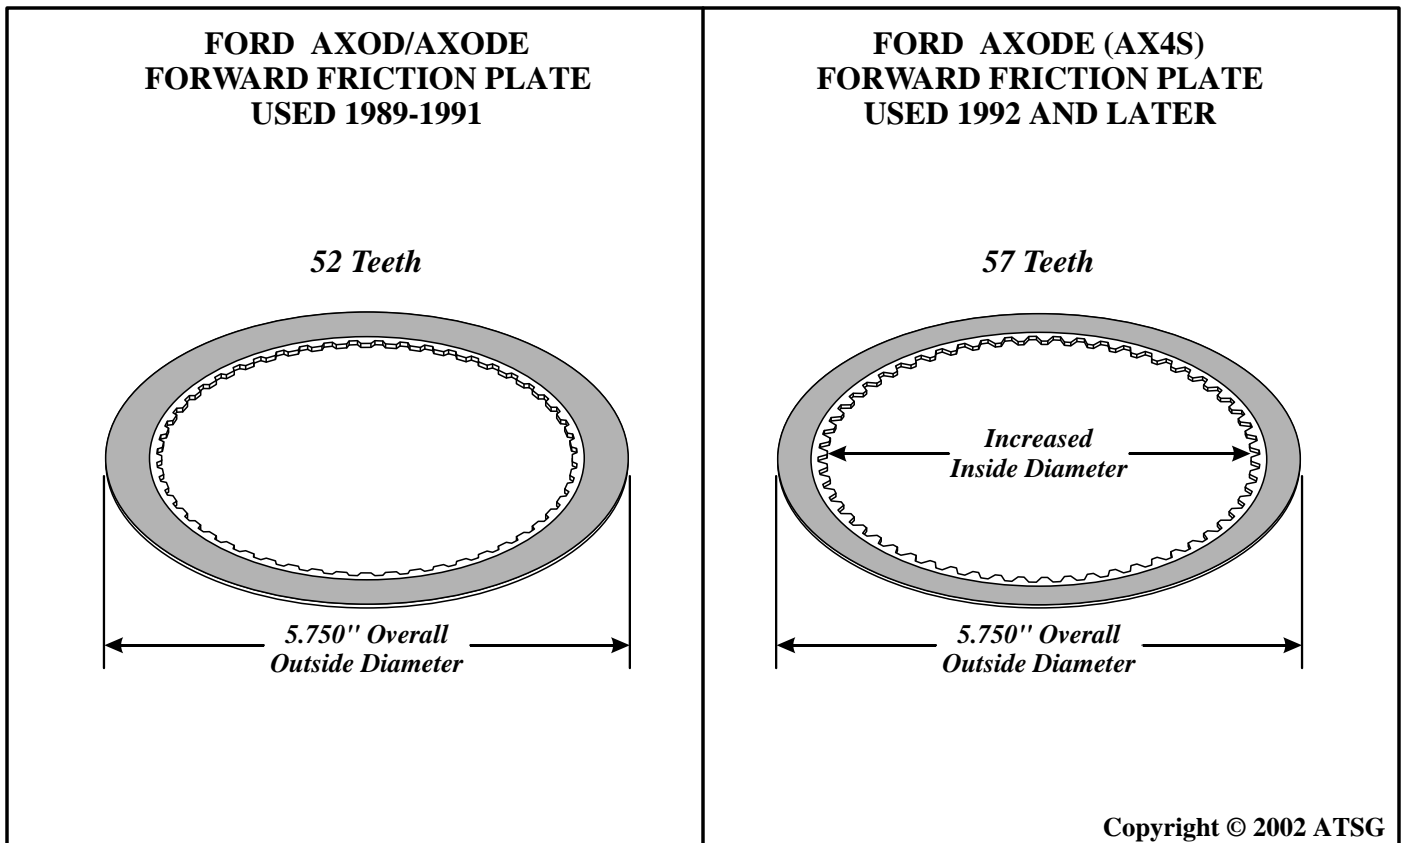 FORD AXOD/AXODE
FORWARD FRICTION PLATE
USED 1989-1991
52 Teeth
5.750" Overall
Outside Diameter
FORD AXODE (AX4S)
FORWARD FRICTION PLATE
USED 1992 AND LATER
57 Teeth
Increased
Inside Diameter
5.750" Overall
Outside Diameter
Copyright © 2002 ATSG